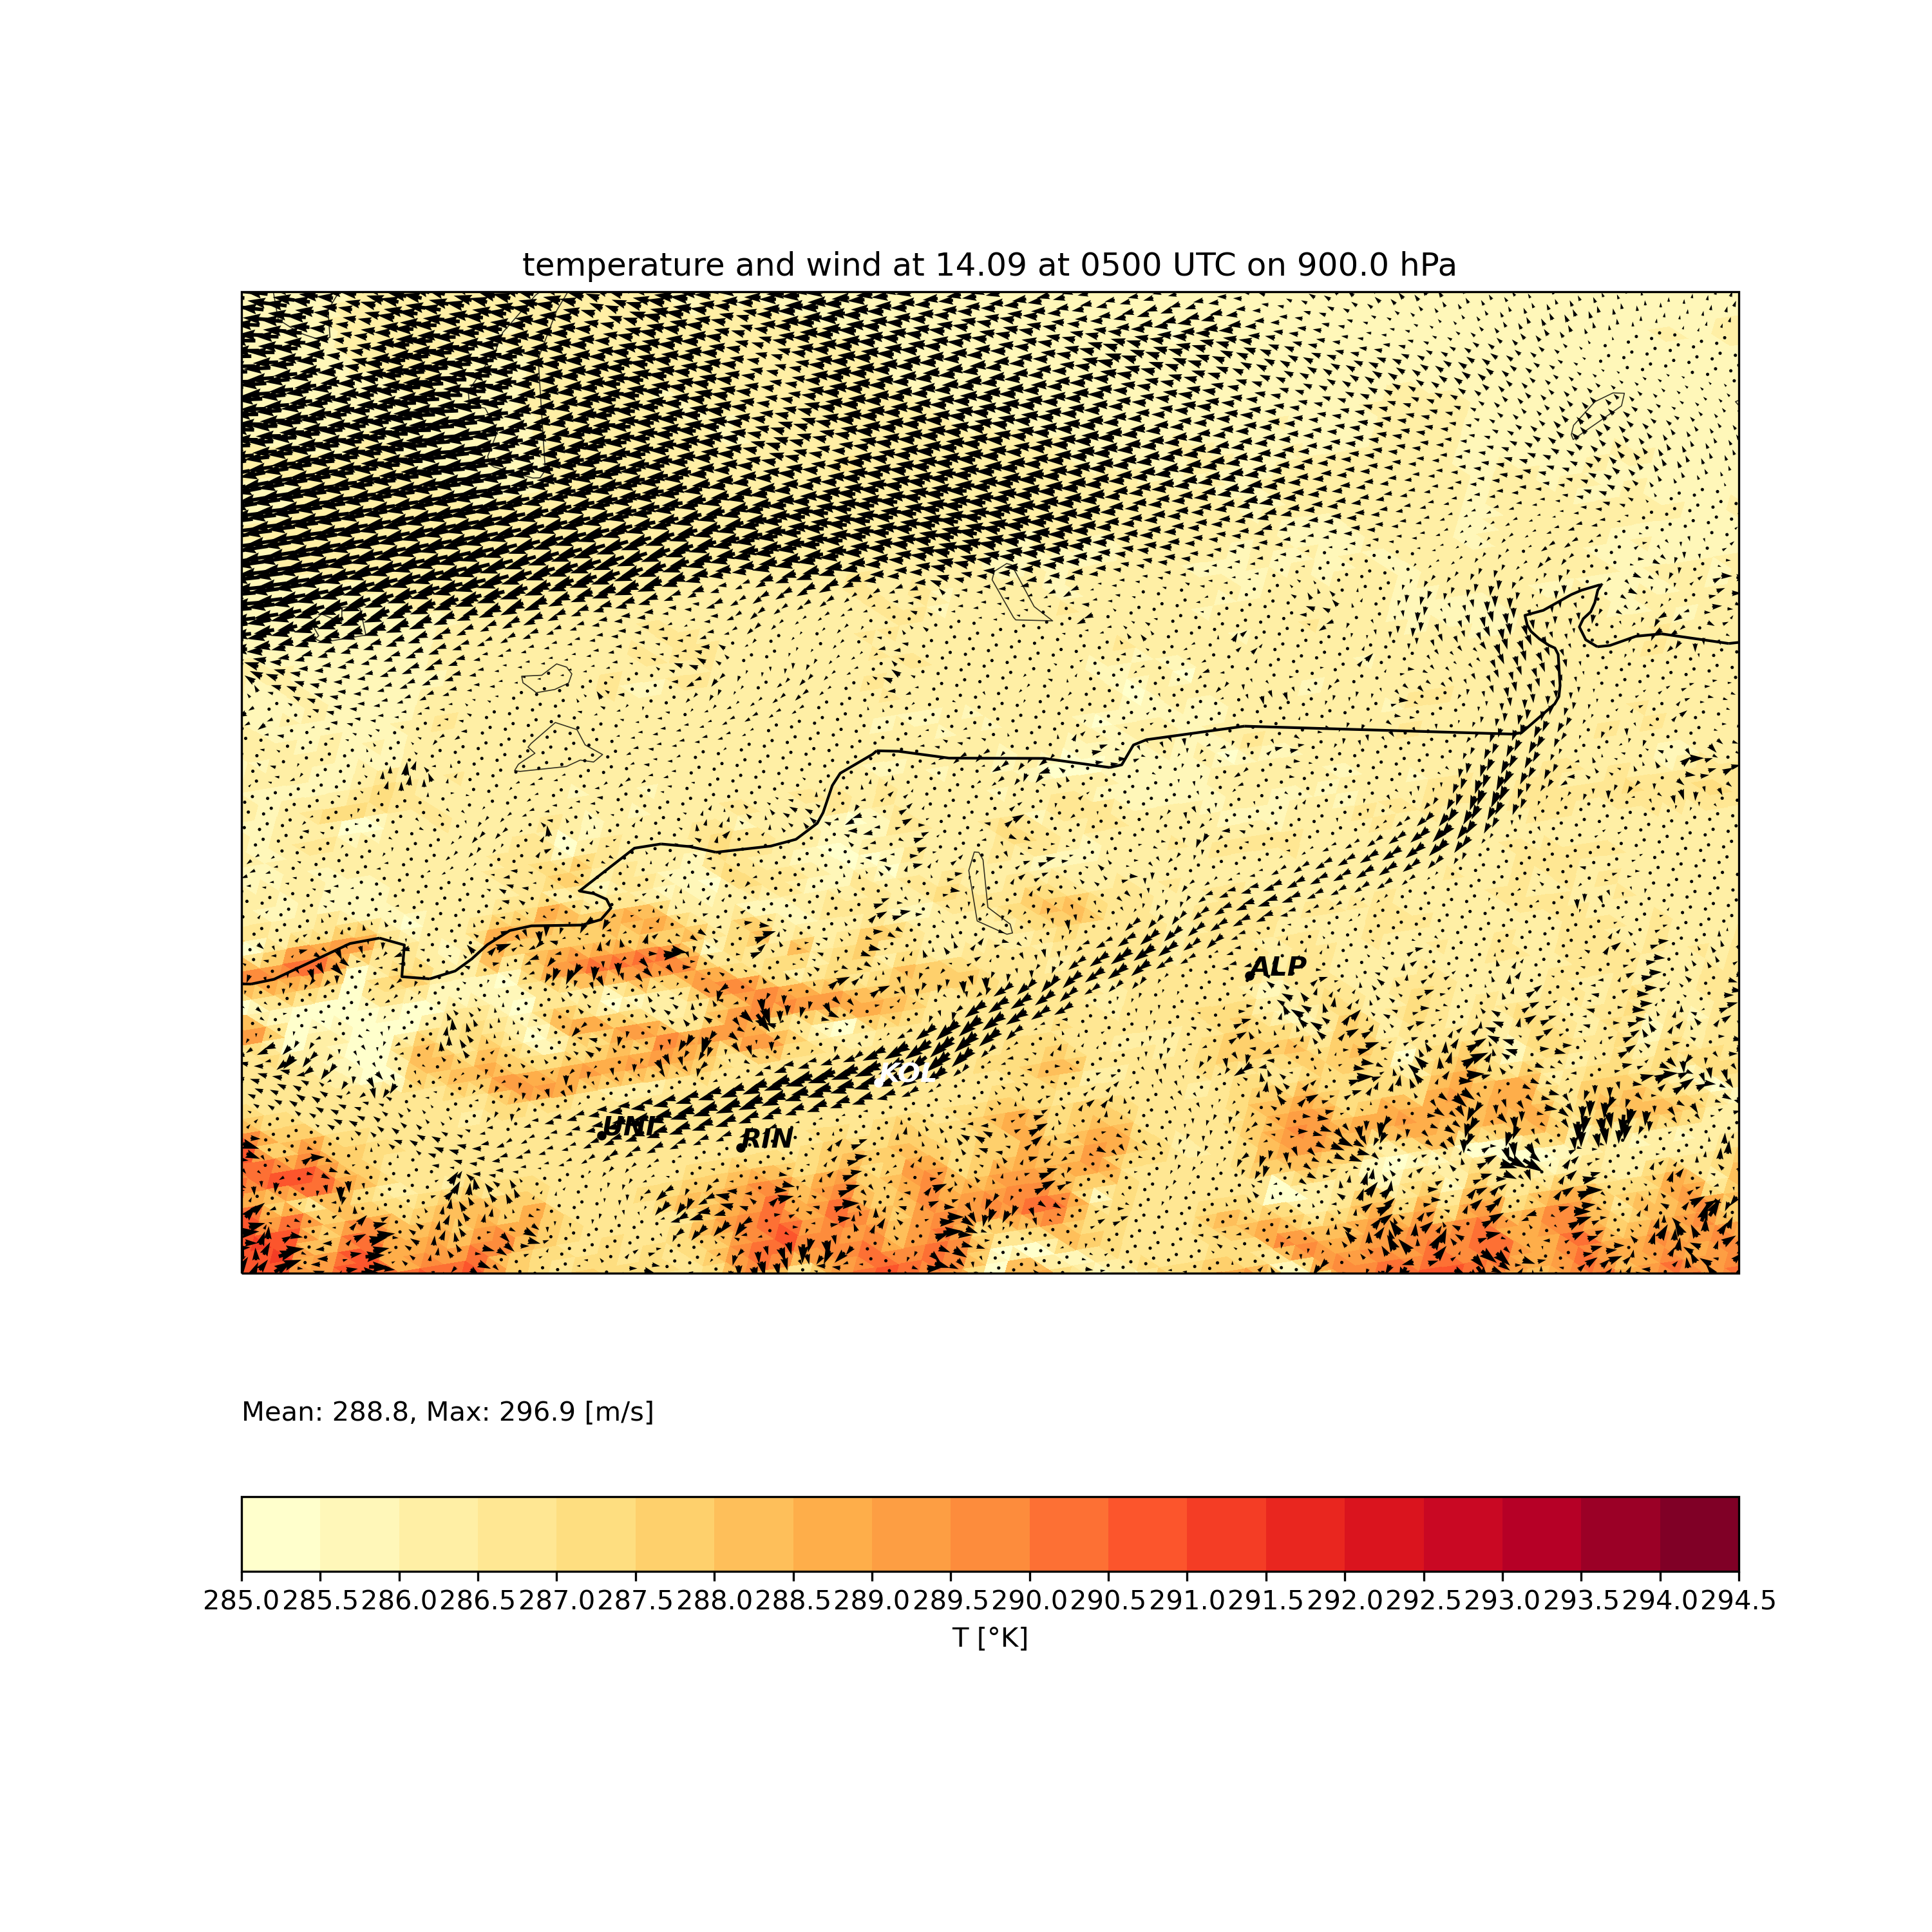 temperature and wind at 14.09 at 0500 UTC on 900.0 hPa
ALP
KOL
UNI
RIN
Mean: 288.8, Max: 296.9 [m/s]
285.0 285.5 286.0 286.5 287.0 287.5 288.0 288.5 289.0 289.5 290.0 290.5 291.0 291.5 292.0 292.5 293.0 293.5 294.0 294.5
T [°K]